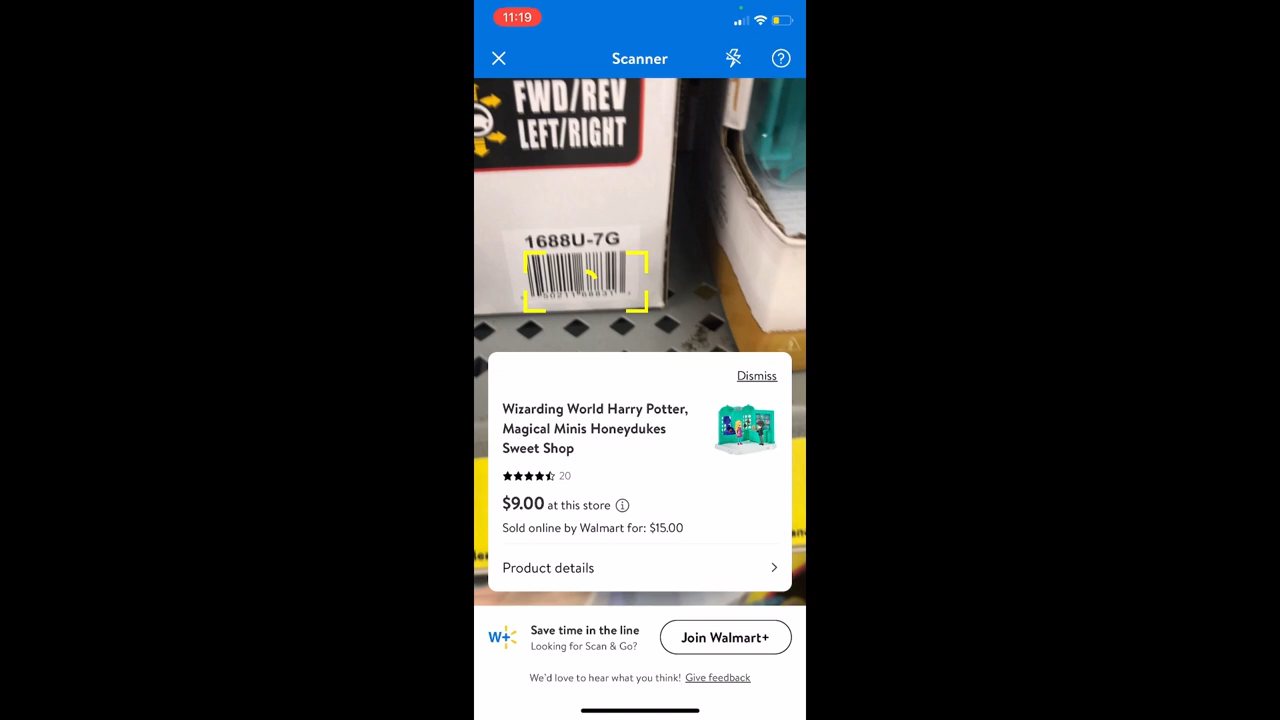 11:19
Scanner
FWD/REV
LEFT/RIGHT
1688U-7G
Dismiss
Wizarding World Harry Potter,
Magical Minis Honeydukes
Sweet Shop
20
$9.00 at this store
Sold online by Walmart for: $15.00
Product details
W+
Save time in the line
Looking for Scan & Go?
Join Walmart+
We'd love to hear what you think! Give feedback